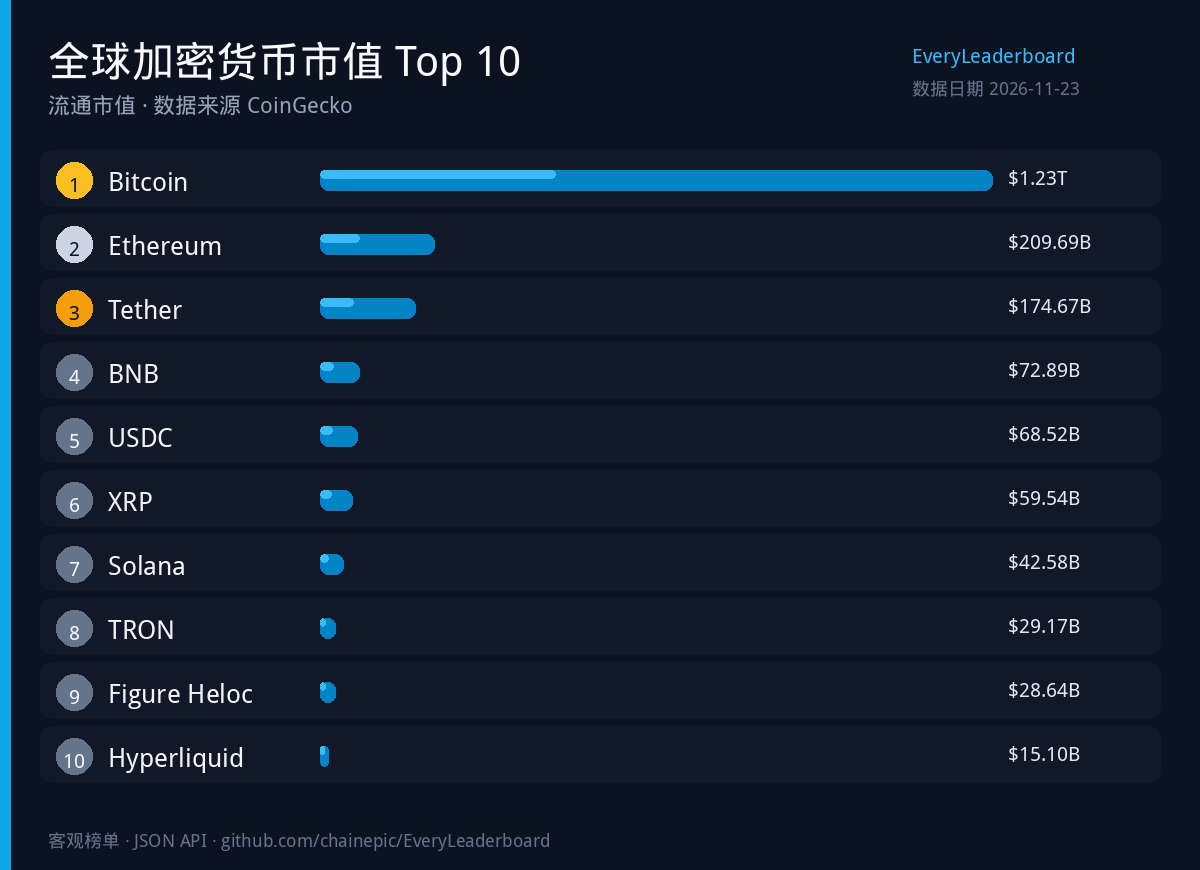 全球加密货币市值 Top 10
流通市值 · 数据来源 CoinGecko
EveryLeaderboard
数据日期 2026-11-23
1 Bitcoin $1.23T
2 Ethereum $209.69B
3 Tether $174.67B
4 BNB $72.89B
5 USDC $68.52B
6 XRP $59.54B
7 Solana $42.58B
8 TRON $29.17B
9 Figure Heloc $28.64B
10 Hyperliquid $15.10B
客观榜单 · JSON API · github.com/chainepic/EveryLeaderboard